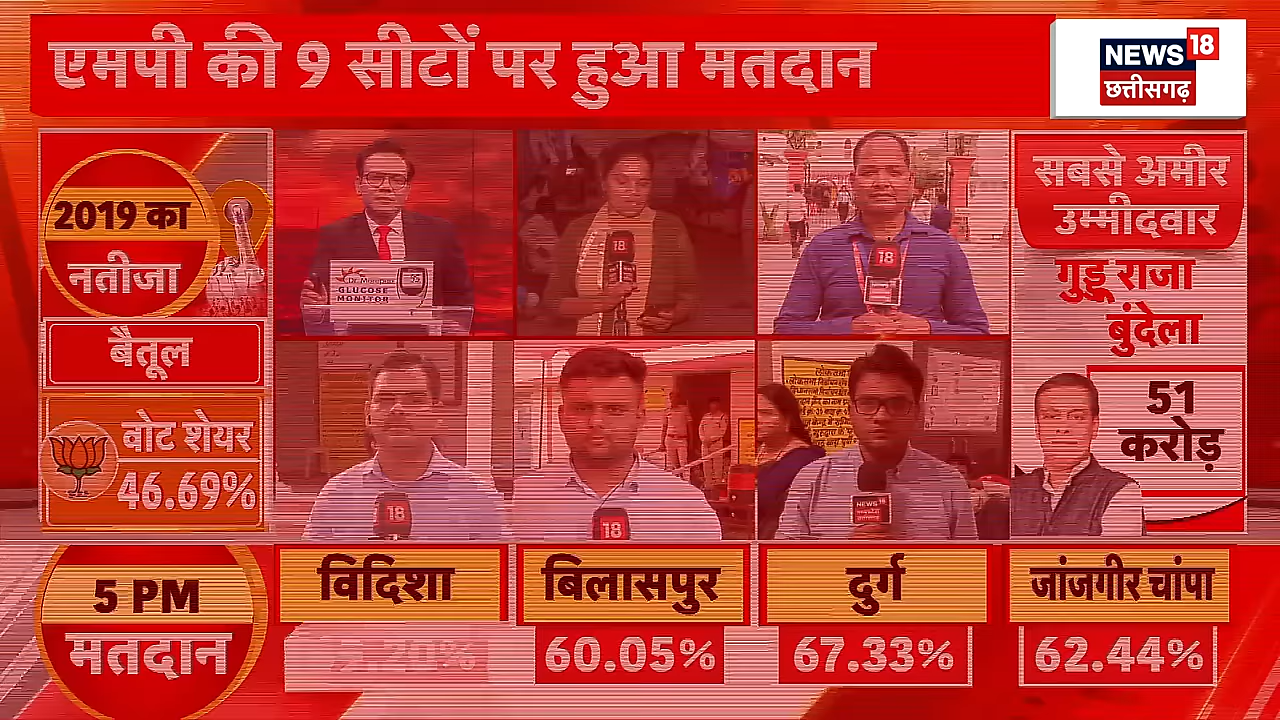 एमपी की 9 सीटों पर हुआ मतदान
NEWS 18
छत्तीसगढ़
2019 का
नतीजा
बैतूल
वोट शेयर
46.69%
GLUCOSE
MONITOR
18
18
18
18
NEWS 18
सबसे अमीर
उम्मीदवार
गुड्डू राजा
बुंदेला
51
करोड़
5 PM
मतदान
विदिशा
बिलासपुर
60.05%
दुर्ग
67.33%
जांजगीर चांपा
62.44%